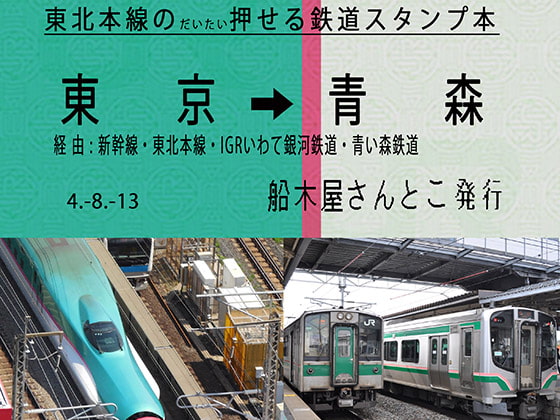 東北本線のだいたい押せる鉄道スタンプ本
東京➡青森
経由：新幹線・東北本線・IGRいわて銀河鉄道・青い森鉄道
4.-8.-13
船木屋さんとこ発行
JR